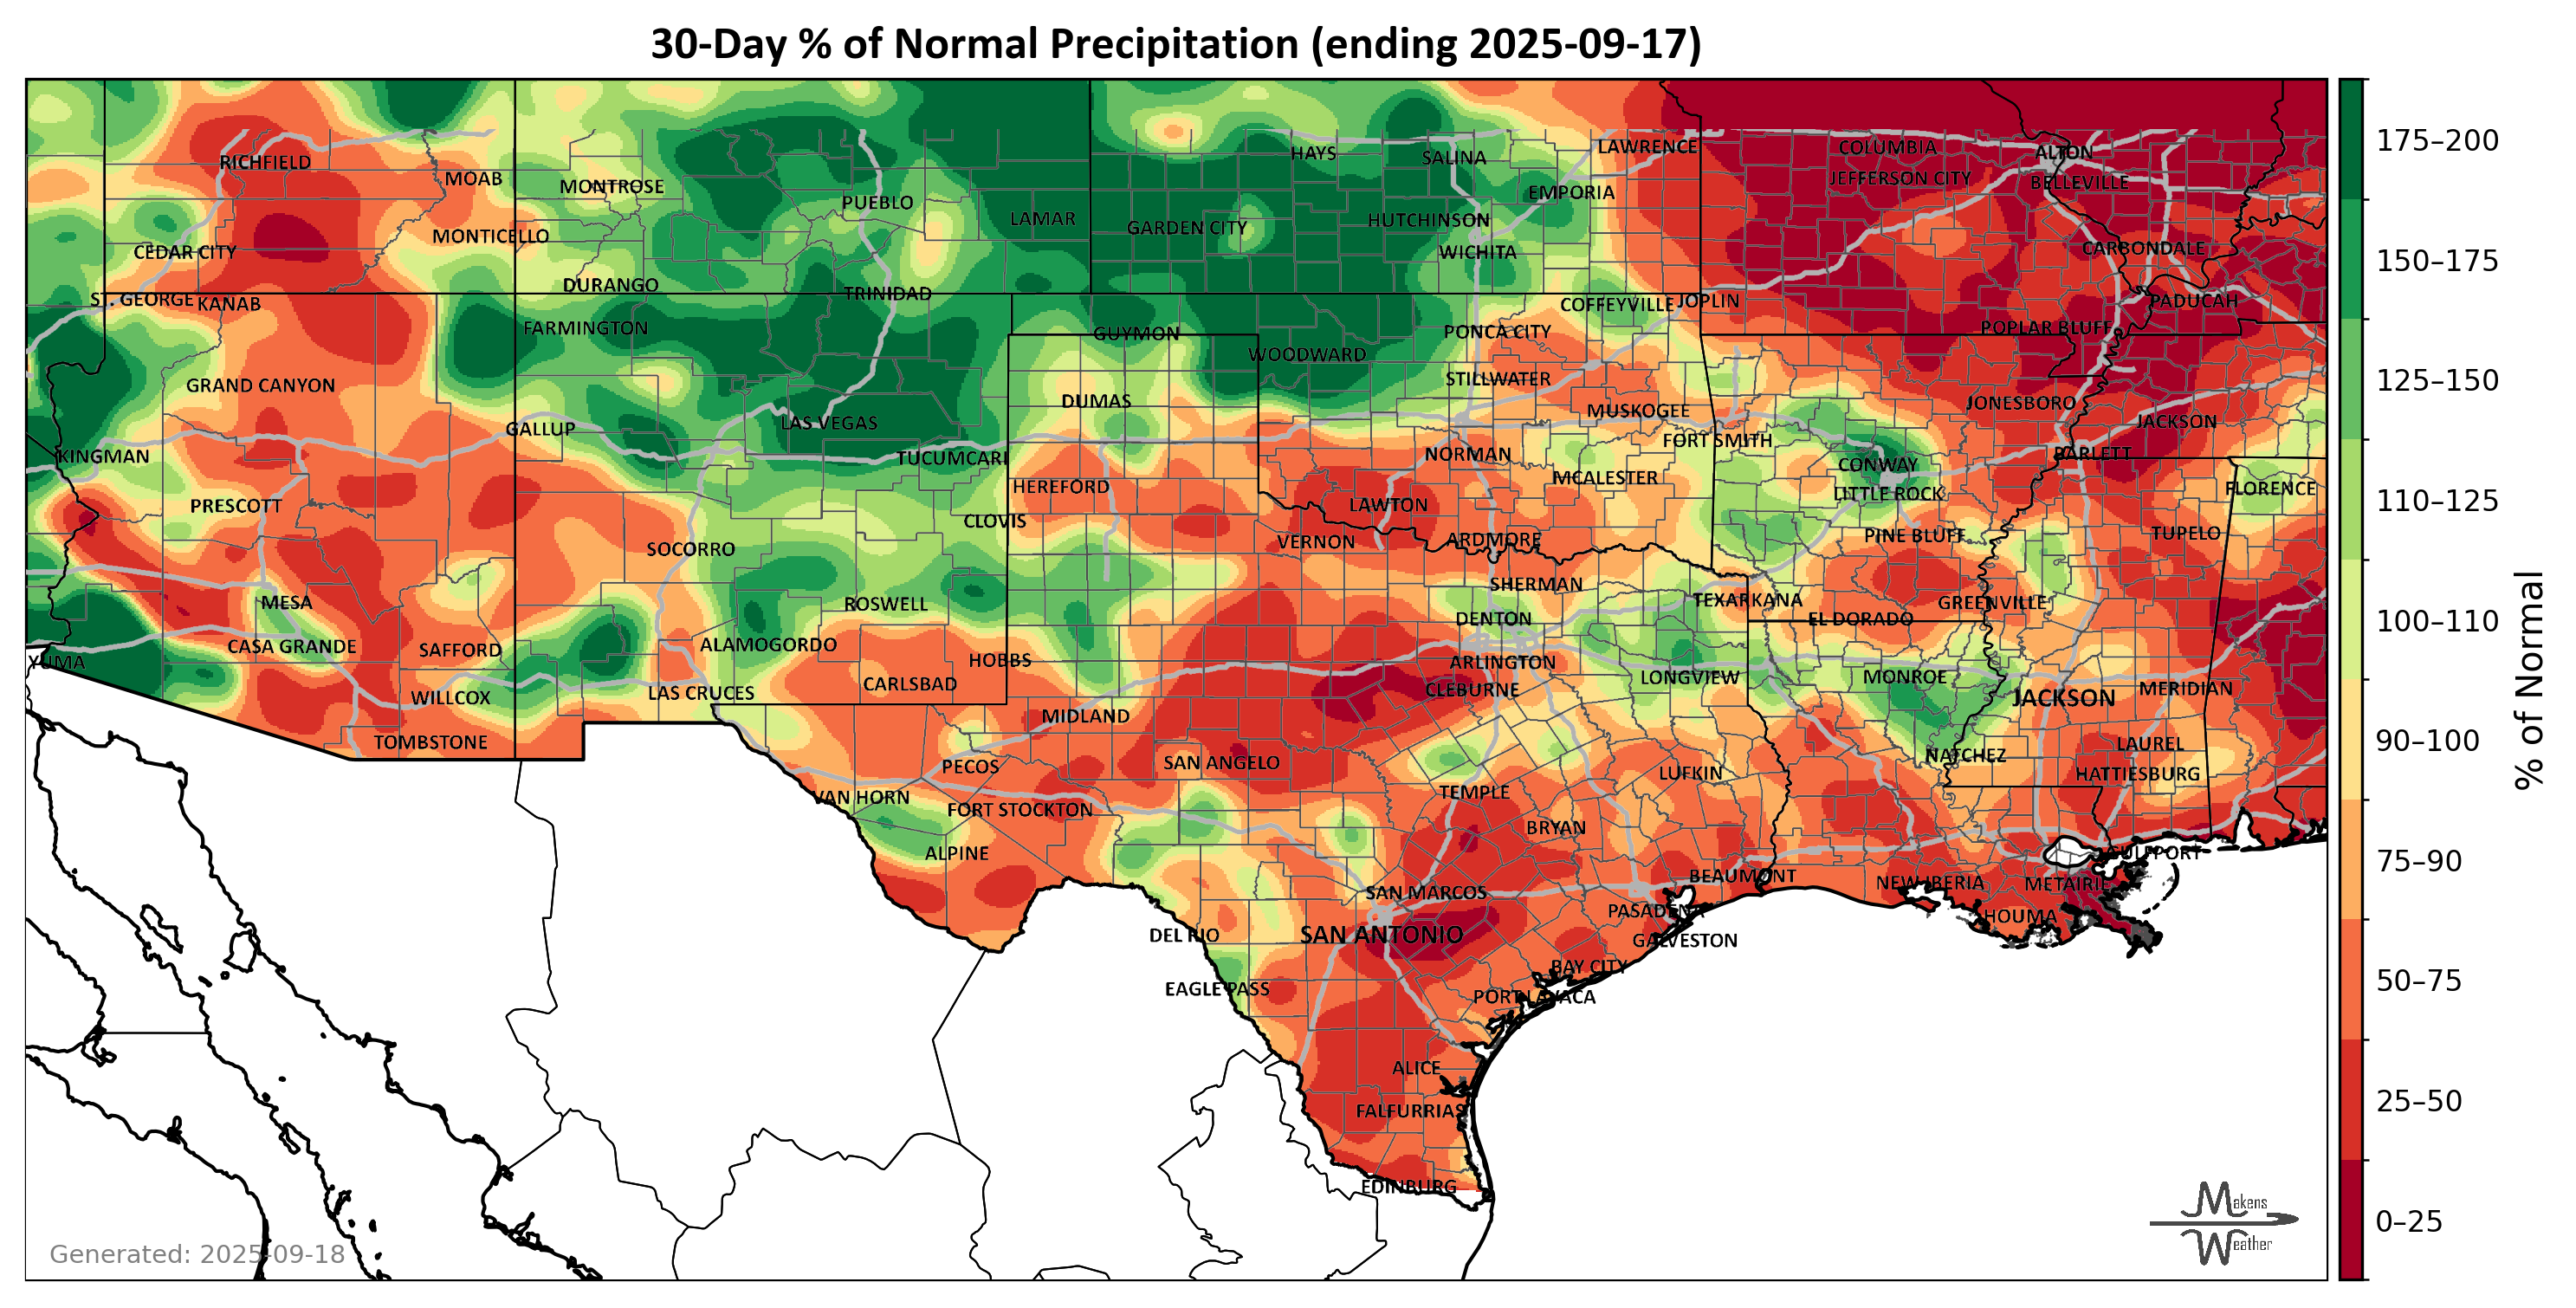 30-Day % of Normal Precipitation (ending 2025-09-17)
RICHFIELD
MOAB
MONTROSE
PUEBLO
LAMAR
HAYS
SALINA
LAWRENCE
COLUMBIA
ALTON
JEFFERSON CITY
BELLEVILLE
EMPORIA
GARDEN CITY
HUTCHINSON
WICHITA
MONTICELLO
CEDAR CITY
CARBONDALE
DURANGO
TRINIDAD
ST. GEORGE
KANAB
COFFEYVILLE
JOPLIN
PADUCAH
FARMINGTON
GUYMON
PONCA CITY
POPLAR BLUFF
WOODWARD
STILLWATER
GRAND CANYON
DUMAS
MUSKOGEE
JONESBORO
JACKSON
GALLUP
LAS VEGAS
FORT SMITH
KINGMAN
TUCUMCARI
NORMAN
BARLETT
CONWAY
MCALESTER
HEREFORD
LITTLE ROCK
FLORENCE
PRESCOTT
LAWTON
CLOVIS
PINE BLUFF
TUPELO
SOCORRO
VERNON
ARDMORE
SHERMAN
MESA
ROSWELL
TEXARKANA
GREENVILLE
DENTON
EL DORADO
CASA GRANDE
SAFFORD
ALAMOGORDO
HOBBS
ARLINGTON
YUMA
CARLSBAD
CLEBURNE
LONGVIEW
MONROE
MERIDIAN
WILLCOX
LAS CRUCES
JACKSON
MIDLAND
TOMBSTONE
LAUREL
NATCHEZ
PECOS
SAN ANGELO
LUFKIN
HATTIESBURG
VAN HORN
FORT STOCKTON
TEMPLE
BRYAN
ALPINE
GULFPORT
BEAUMONT
NEW IBERIA
METAIRIE
SAN MARCOS
PASADENA
HOUMA
DEL RIO
SAN ANTONIO
GALVESTON
BAY CITY
EAGLE PASS
PORT LAVACA
ALICE
FALFURRIAS
EDINBURG
175–200
150–175
125–150
110–125
100–110
90–100
75–90
50–75
25–50
0–25
% of Normal
Generated: 2025-09-18
Makens
Weather